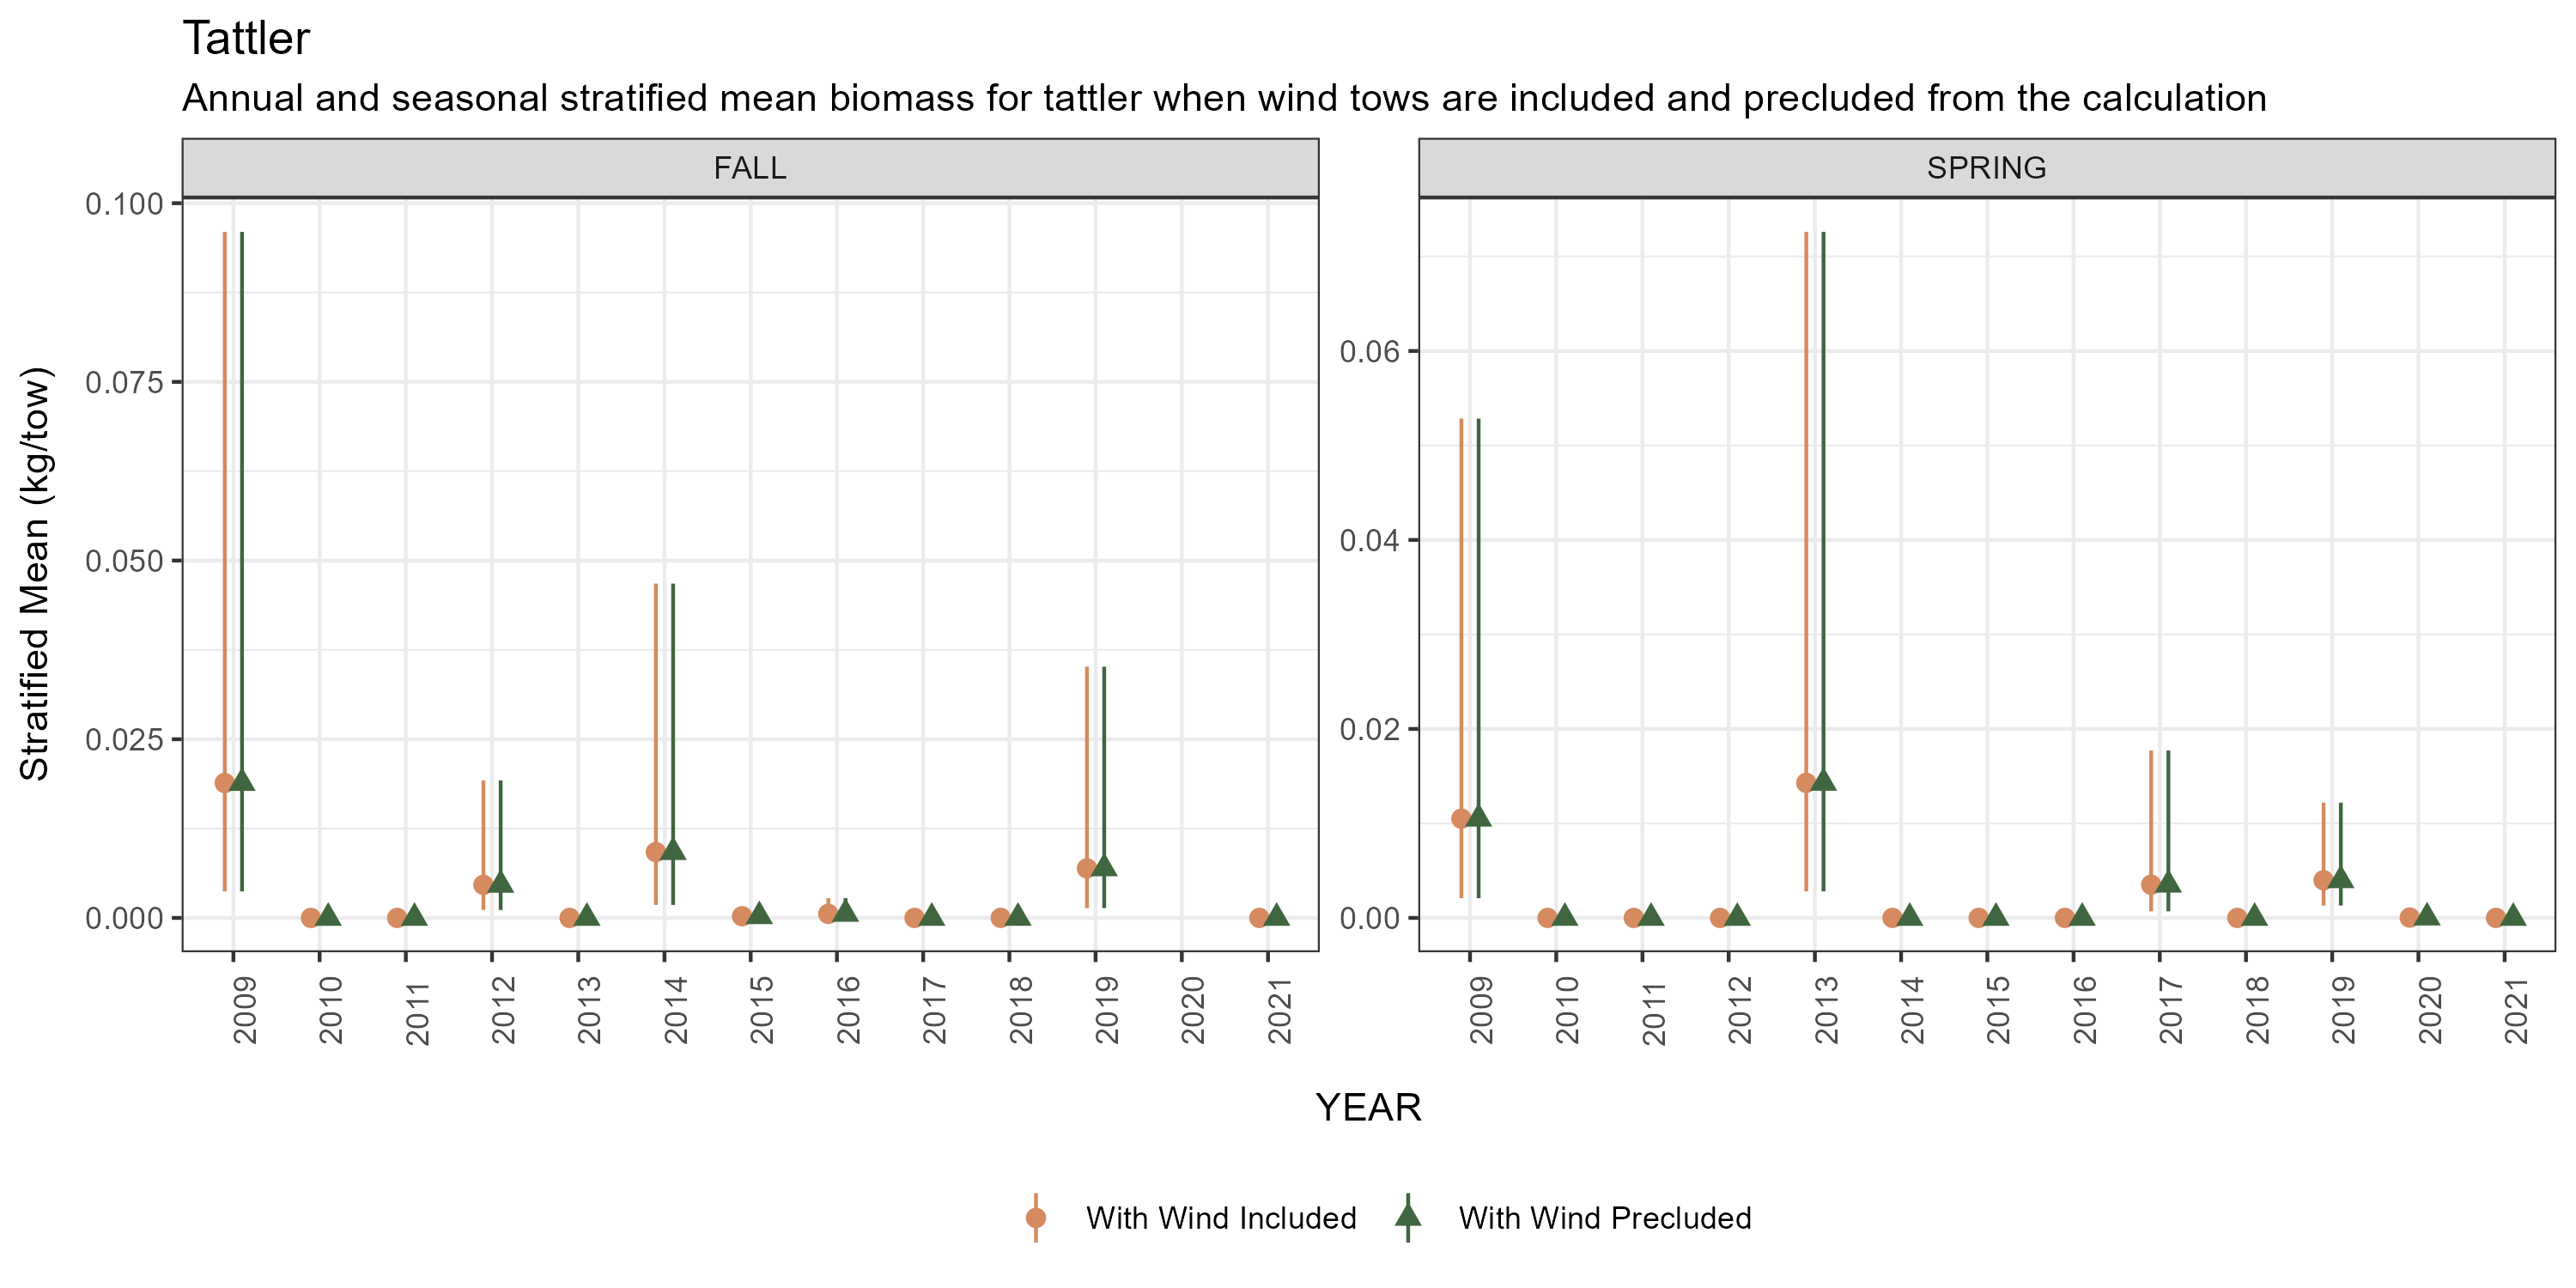 Tattler
Annual and seasonal stratified mean biomass for tattler when wind tows are included and precluded from the calculation
FALL
SPRING
Stratified Mean (kg/tow)
0.100
0.075
0.050
0.025
0.000
0.06
0.04
0.02
0.00
2009 2010 2011 2012 2013 2014 2015 2016 2017 2018 2019 2020 2021
2009 2010 2011 2012 2013 2014 2015 2016 2017 2018 2019 2020 2021
YEAR
With Wind Included With Wind Precluded